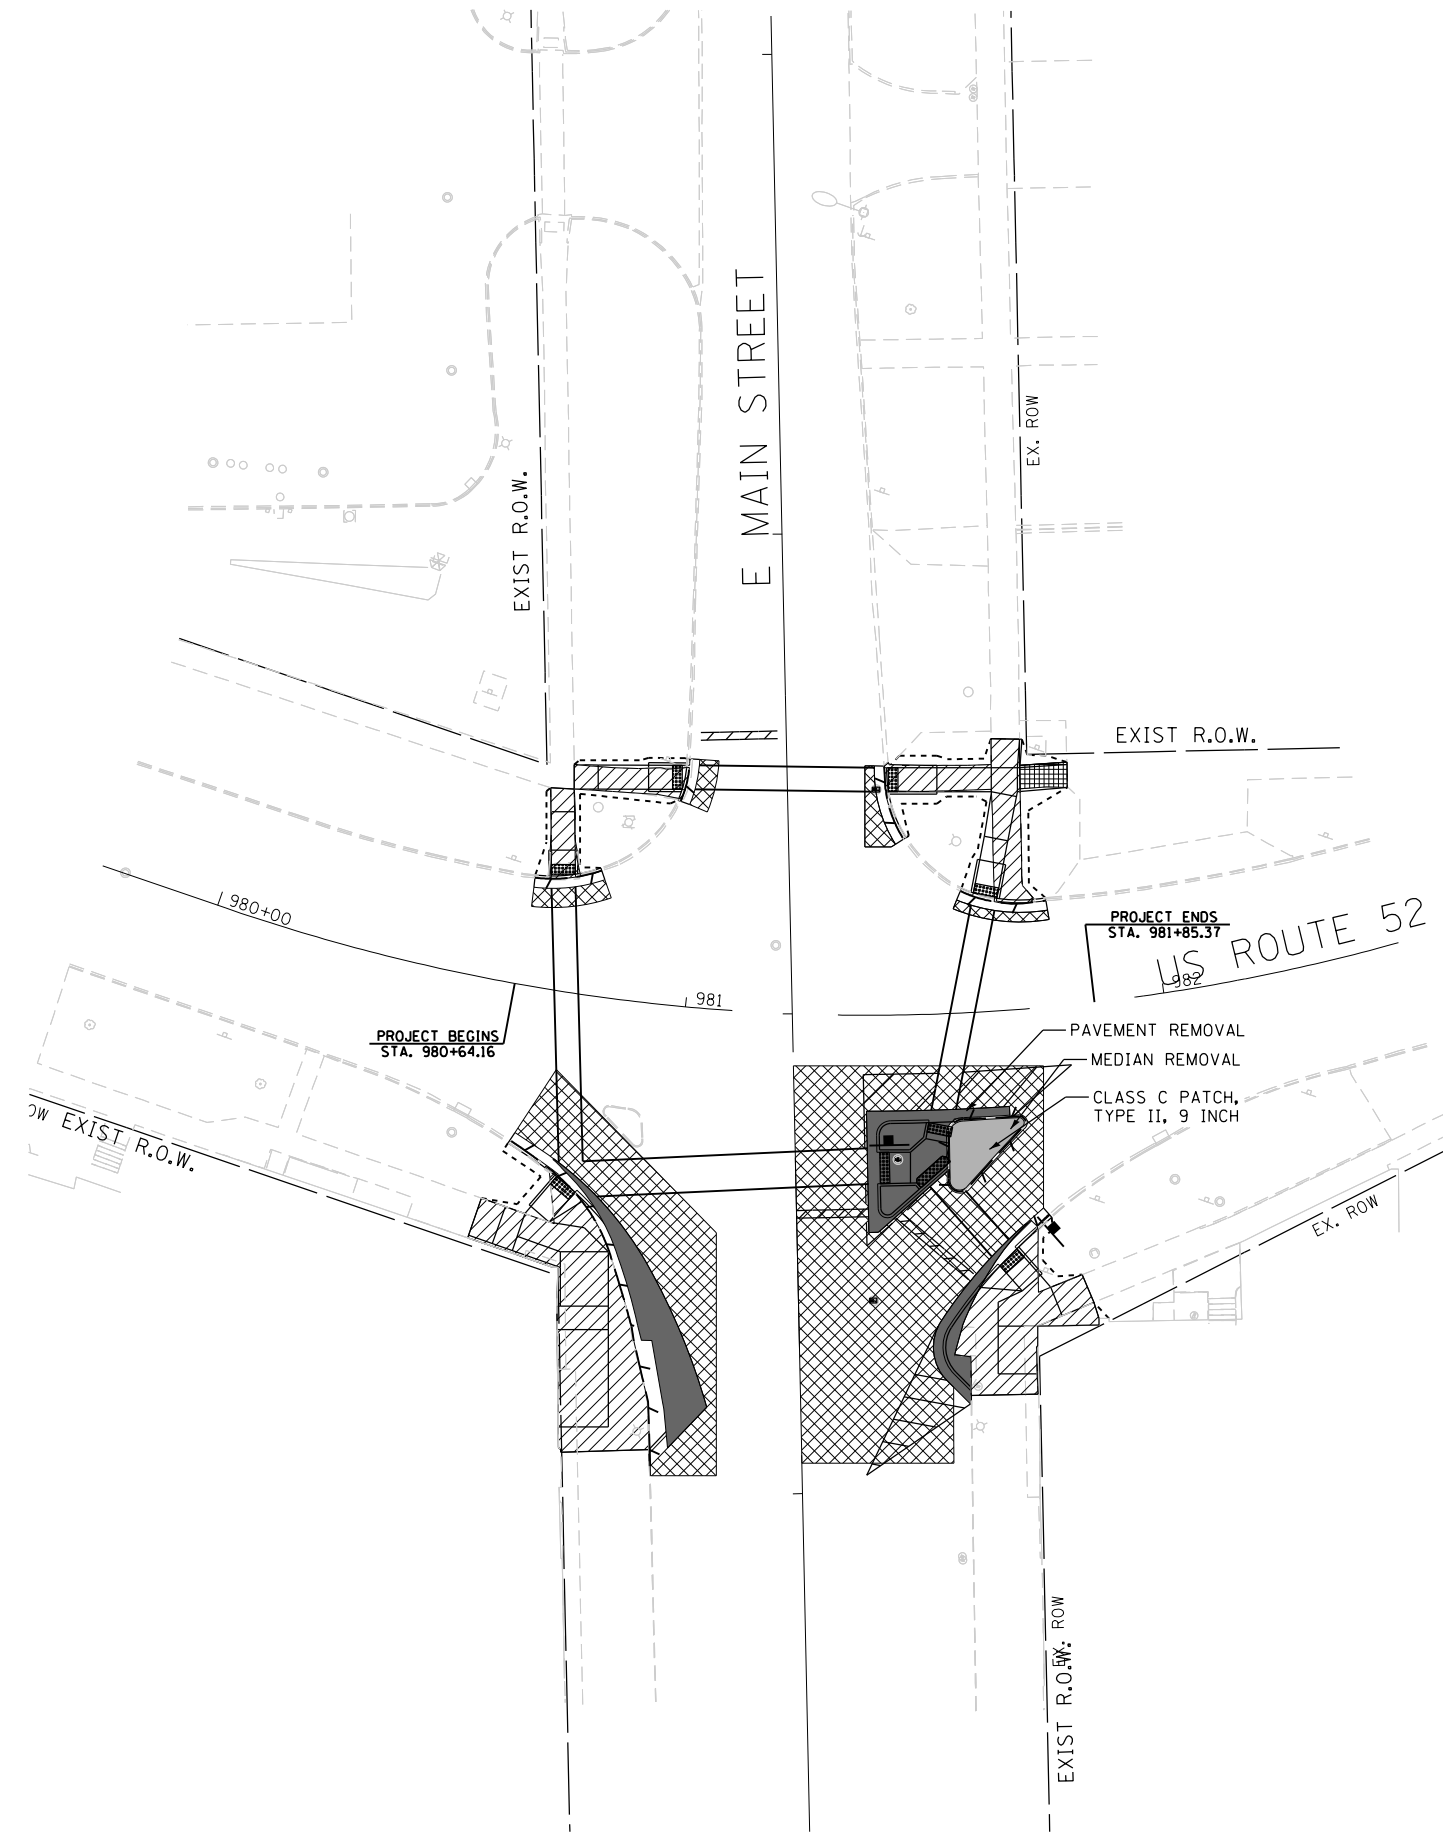 E MAIN STREET
EX. ROW
EXIST R.O.W.
EXIST R.O.W.
980+00
PROJECT ENDS
STA. 981+85.37
US ROUTE 52
982
981
PROJECT BEGINS
STA. 980+64.16
PAVEMENT REMOVAL
MEDIAN REMOVAL
CLASS C PATCH,
TYPE II, 9 INCH
OW EXIST R.O.W.
EX. ROW
EX. ROW
EXIST R.O.W.